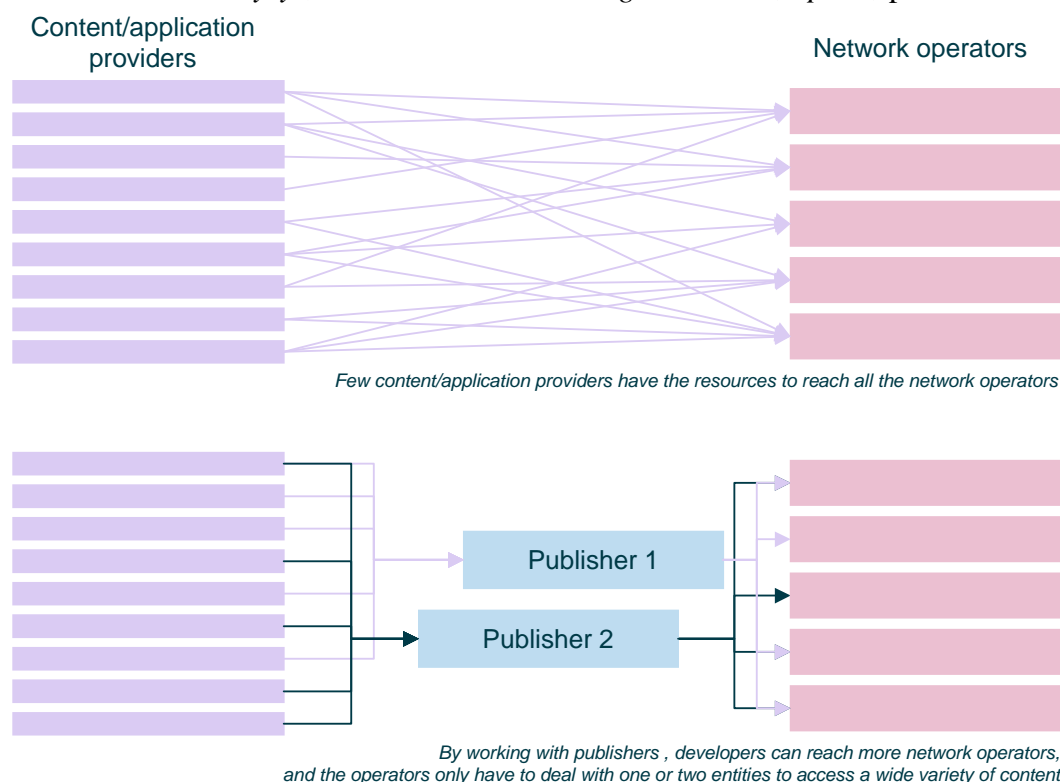 Content/application
providers
Network operators
Few content/application providers have the resources to reach all the network operators
Publisher 1
Publisher 2
By working with publishers , developers can reach more network operators,
and the operators only have to deal with one or two entities to access a wide variety of content